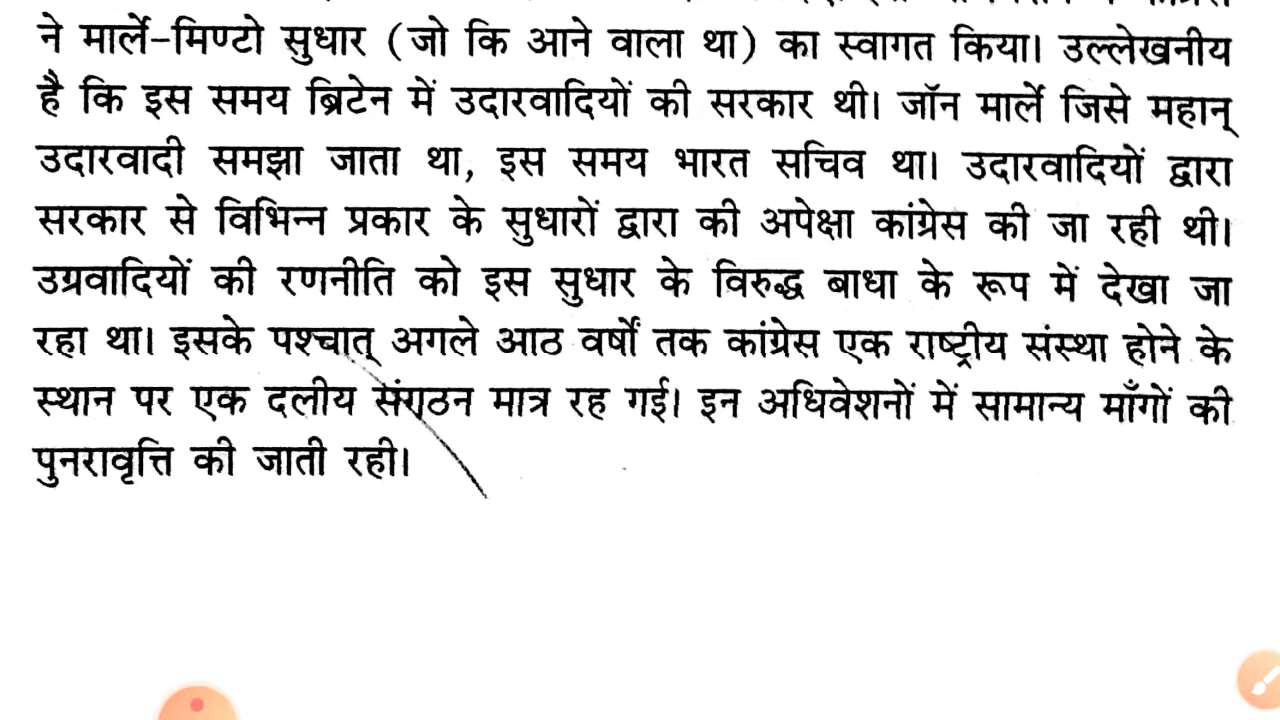 ने मार्ले-मिण्टो सुधार (जो कि आने वाला था) का स्वागत किया। उल्लेखनीय
है कि इस समय ब्रिटेन में उदारवादियों की सरकार थी। जॉन मार्ले जिसे महान्
उदारवादी समझा जाता था, इस समय भारत सचिव था। उदारवादियों द्वारा
सरकार से विभिन्न प्रकार के सुधारों द्वारा की अपेक्षा कांग्रेस की जा रही थी।
उग्रवादियों की रणनीति को इस सुधार के विरुद्ध बाधा के रूप में देखा जा
रहा था। इसके पश्चात् अगले आठ वर्षों तक कांग्रेस एक राष्ट्रीय संस्था होने के
स्थान पर एक दलीय संगठन मात्र रह गई। इन अधिवेशनों में सामान्य माँगों की
पुनरावृत्ति की जाती रही।